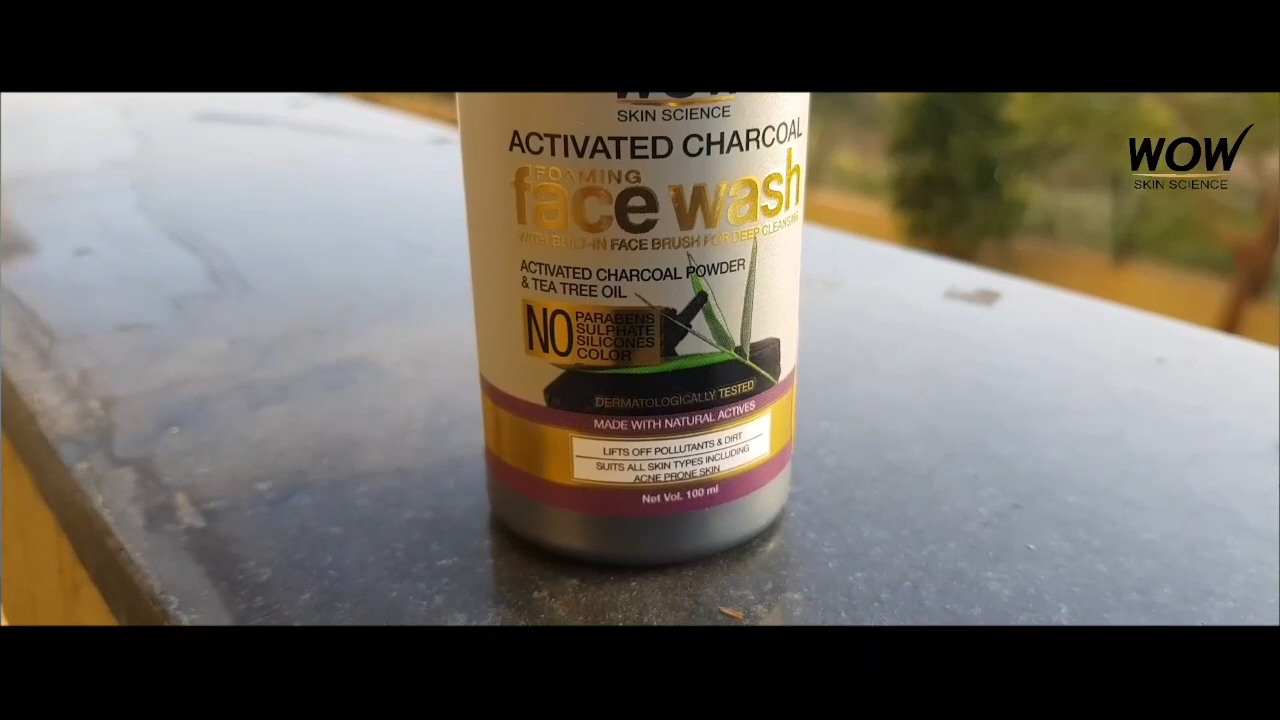 WOW
SKIN SCIENCE
ACTIVATED CHARCOAL
FOAMING
face wash
WITH BUILT-IN FACE BRUSH FOR DEEP CLEANSING
ACTIVATED CHARCOAL POWDER
& TEA TREE OIL
NO
PARABENS
SULPHATE
SILICONES
COLOR
DERMATOLOGICALLY TESTED
MADE WITH NATURAL ACTIVES
LIFTS OFF POLLUTANTS & DIRT
SUITS ALL SKIN TYPES INCLUDING
ACNE PRONE SKIN
Net Vol. 100 ml
WOW
SKIN SCIENCE